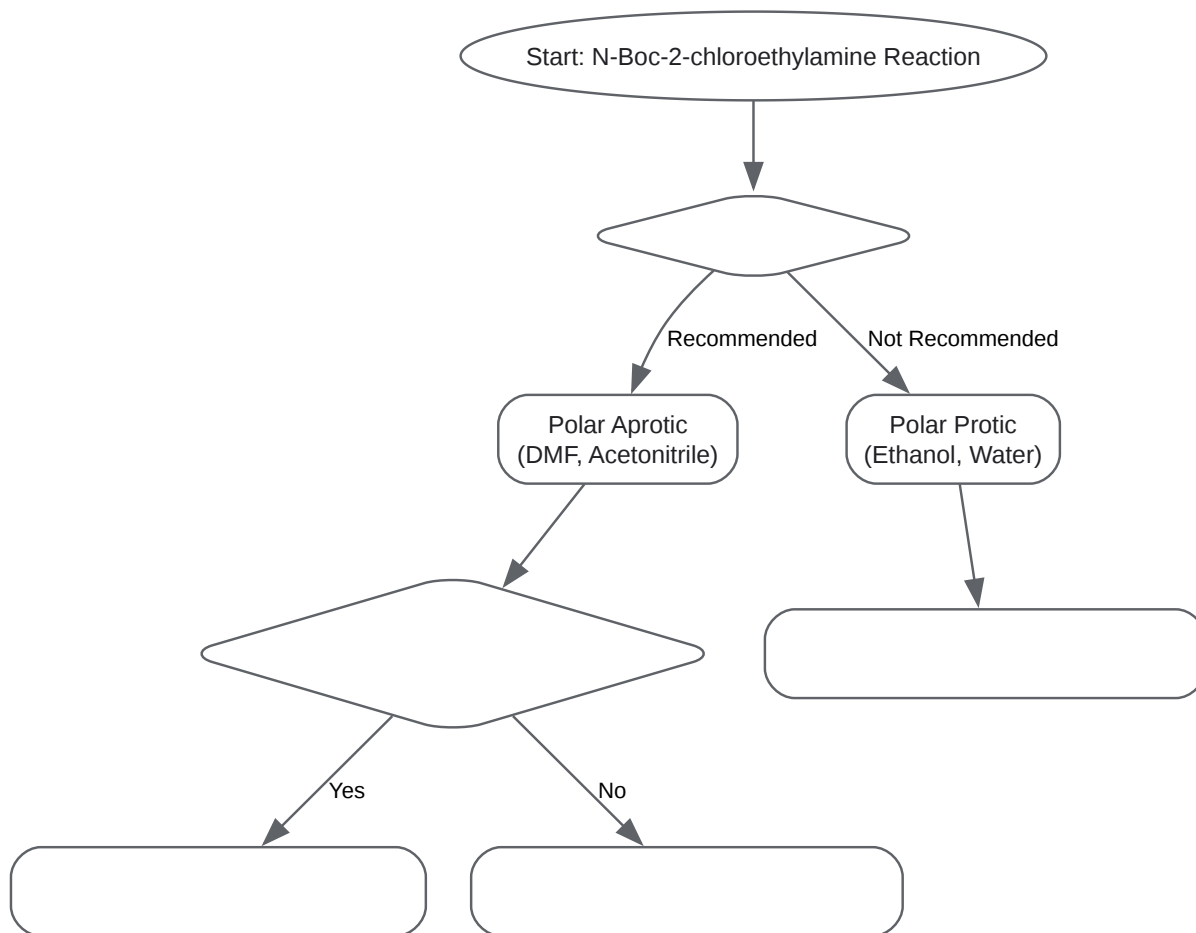 Start: N-Boc-2-chloroethylamine Reaction
Recommended
Not Recommended
Polar Aprotic
(DMF, Acetonitrile)
Polar Protic
(Ethanol, Water)
Yes
No